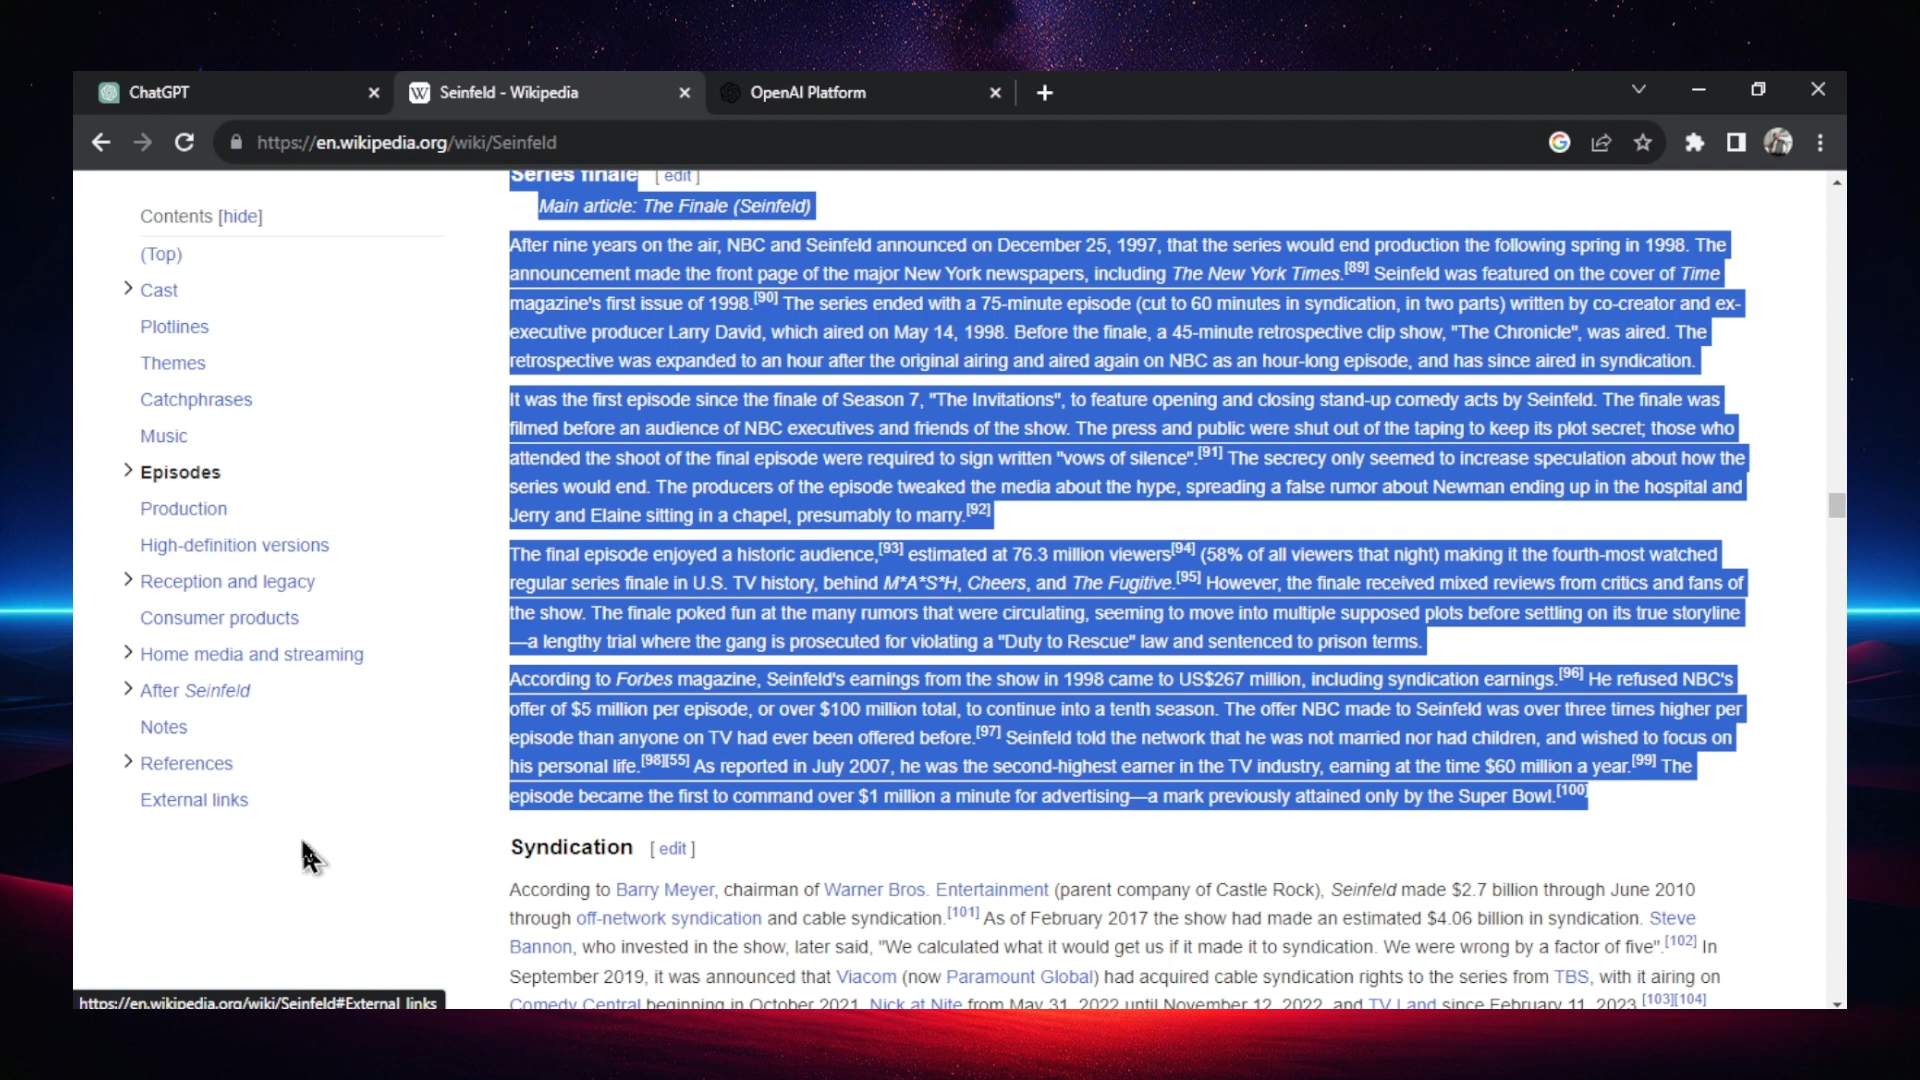 ChatGPT
Seinfeld - Wikipedia
OpenAI Platform
https://en.wikipedia.org/wiki/Seinfeld
Contents [hide]
(Top)
Cast
Plotlines
Themes
Catchphrases
Music
Episodes
Production
High-definition versions
Reception and legacy
Consumer products
Home media and streaming
After Seinfeld
Notes
References
External links
Series finale [ edit ]
Main article: The Finale (Seinfeld)
After nine years on the air, NBC and Seinfeld announced on December 25, 1997, that the series would end production the following spring in 1998. The
announcement made the front page of the major New York newspapers, including The New York Times.[89] Seinfeld was featured on the cover of Time
magazine's first issue of 1998.[90] The series ended with a 75-minute episode (cut to 60 minutes in syndication, in two parts) written by co-creator and ex-
executive producer Larry David, which aired on May 14, 1998. Before the finale, a 45-minute retrospective clip show, "The Chronicle", was aired. The
retrospective was expanded to an hour after the original airing and aired again on NBC as an hour-long episode, and has since aired in syndication.
It was the first episode since the finale of Season 7, "The Invitations", to feature opening and closing stand-up comedy acts by Seinfeld. The finale was
filmed before an audience of NBC executives and friends of the show. The press and public were shut out of the taping to keep its plot secret; those who
attended the shoot of the final episode were required to sign written "vows of silence".[91] The secrecy only seemed to increase speculation about how the
series would end. The producers of the episode tweaked the media about the hype, spreading a false rumor about Newman ending up in the hospital and
Jerry and Elaine sitting in a chapel, presumably to marry.[92]
The final episode enjoyed a historic audience,[93] estimated at 76.3 million viewers[94] (58% of all viewers that night) making it the fourth-most watched
regular series finale in U.S. TV history, behind M*A*S*H, Cheers, and The Fugitive.[95] However, the finale received mixed reviews from critics and fans of
the show. The finale poked fun at the many rumors that were circulating, seeming to move into multiple supposed plots before settling on its true storyline
—a lengthy trial where the gang is prosecuted for violating a "Duty to Rescue" law and sentenced to prison terms.
According to Forbes magazine, Seinfeld's earnings from the show in 1998 came to US$267 million, including syndication earnings.[96] He refused NBC's
offer of $5 million per episode, or over $100 million total, to continue into a tenth season. The offer NBC made to Seinfeld was over three times higher per
episode than anyone on TV had ever been offered before.[97] Seinfeld told the network that he was not married nor had children, and wished to focus on
his personal life.[98][55] As reported in July 2007, he was the second-highest earner in the TV industry, earning at the time $60 million a year.[99] The
episode became the first to command over $1 million a minute for advertising—a mark previously attained only by the Super Bowl.[100]
Syndication [ edit ]
According to Barry Meyer, chairman of Warner Bros. Entertainment (parent company of Castle Rock), Seinfeld made $2.7 billion through June 2010
through off-network syndication and cable syndication.[101] As of February 2017 the show had made an estimated $4.06 billion in syndication. Steve
Bannon, who invested in the show, later said, "We calculated what it would get us if it made it to syndication. We were wrong by a factor of five".[102] In
September 2019, it was announced that Viacom (now Paramount Global) had acquired cable syndication rights to the series from TBS, with it airing on
Comedy Central beginning in October 2021, Nick at Nite from May 31, 2022 until November 12, 2022, and TV Land since February 11, 2023.[103][104]
https://en.wikipedia.org/wiki/Seinfeld#External_links